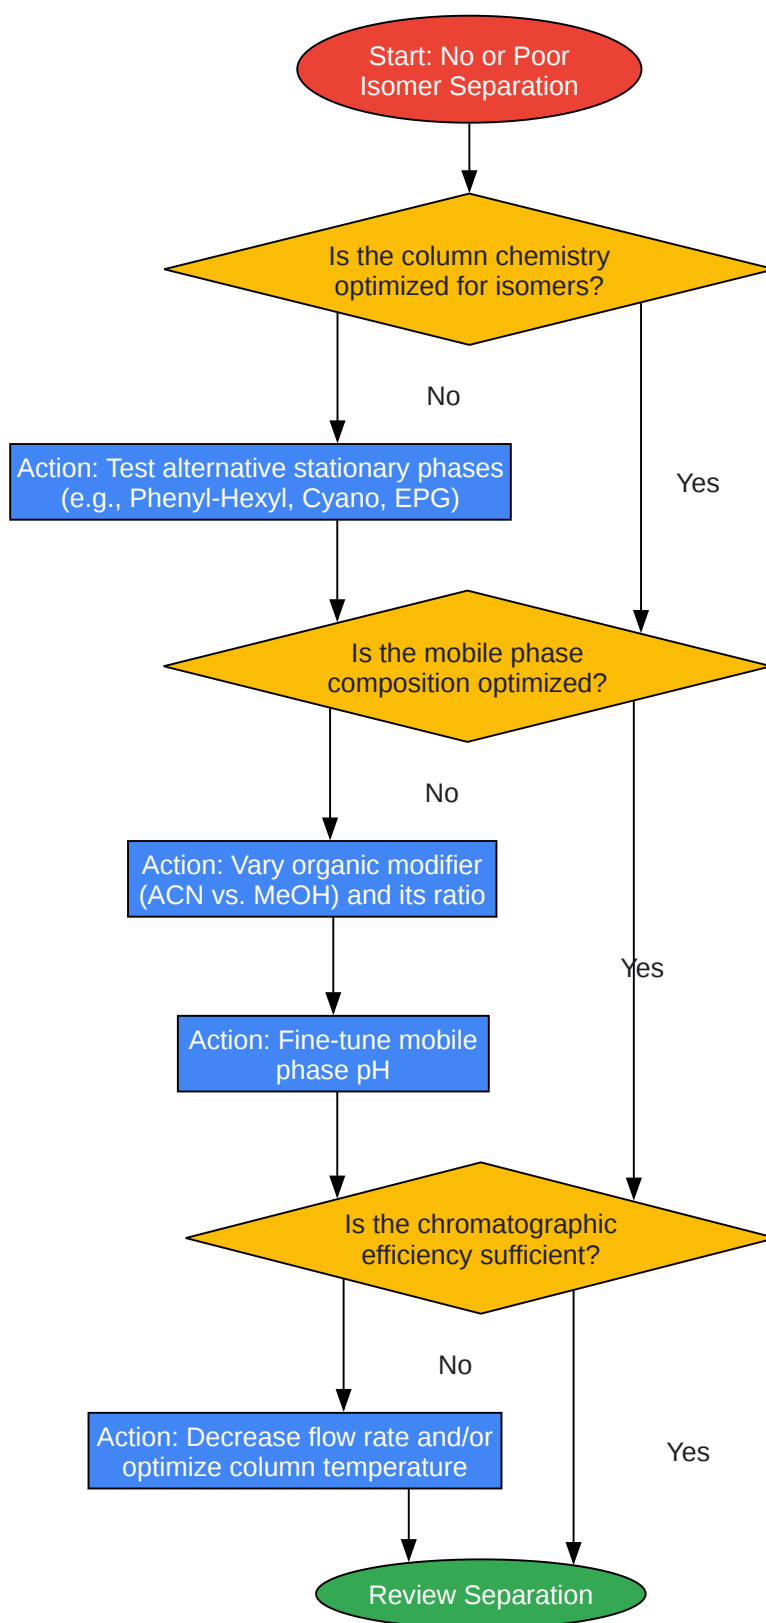 Start: No or Poor
Isomer Separation
Is the column chemistry
optimized for isomers?
No
Action: Test alternative stationary phases
(e.g., Phenyl-Hexyl, Cyano, EPG)
Yes
Is the mobile phase
composition optimized?
No
Action: Vary organic modifier
(ACN vs. MeOH) and its ratio
Yes
Action: Fine-tune mobile
phase pH
Is the chromatographic
efficiency sufficient?
No
Action: Decrease flow rate and/or
optimize column temperature
Yes
Review Separation